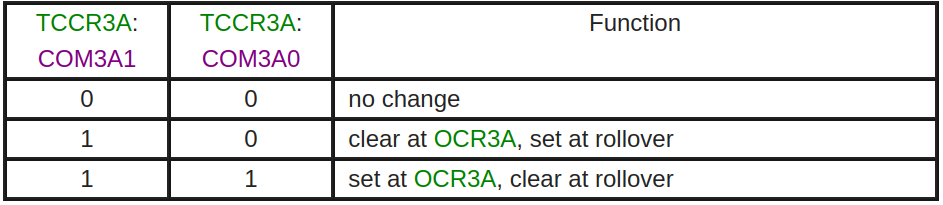 TCCR3A: TCCR3A: Function
COM3A1 COM3A0
0 0 no change
1 0 clear at OCR3A, set at rollover
1 1 set at OCR3A, clear at rollover